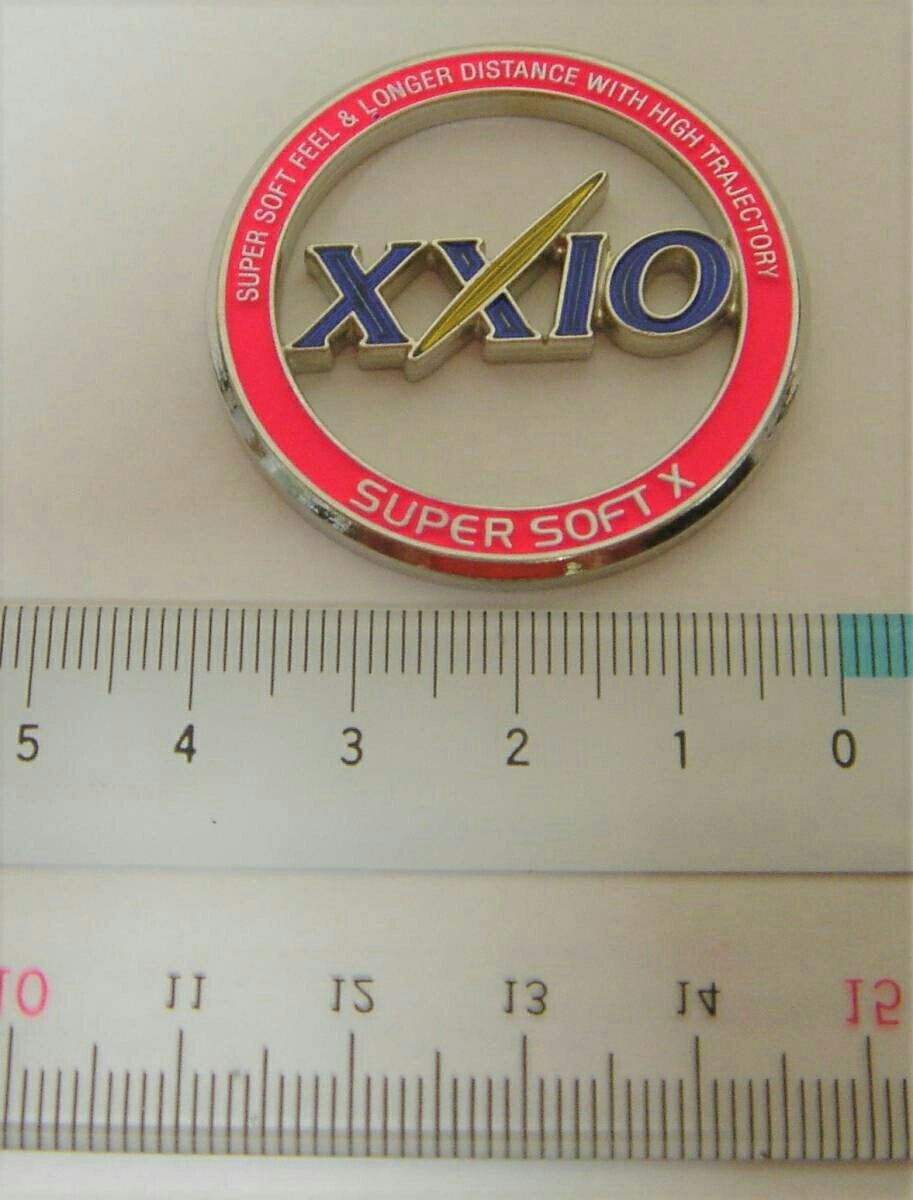 SUPER SOFT FEEL & LONGER DISTANCE WITH HIGH TRAJECTORY
XXIO
SUPER SOFT X
5 4 3 2 1 0
10 11 12 13 14 15